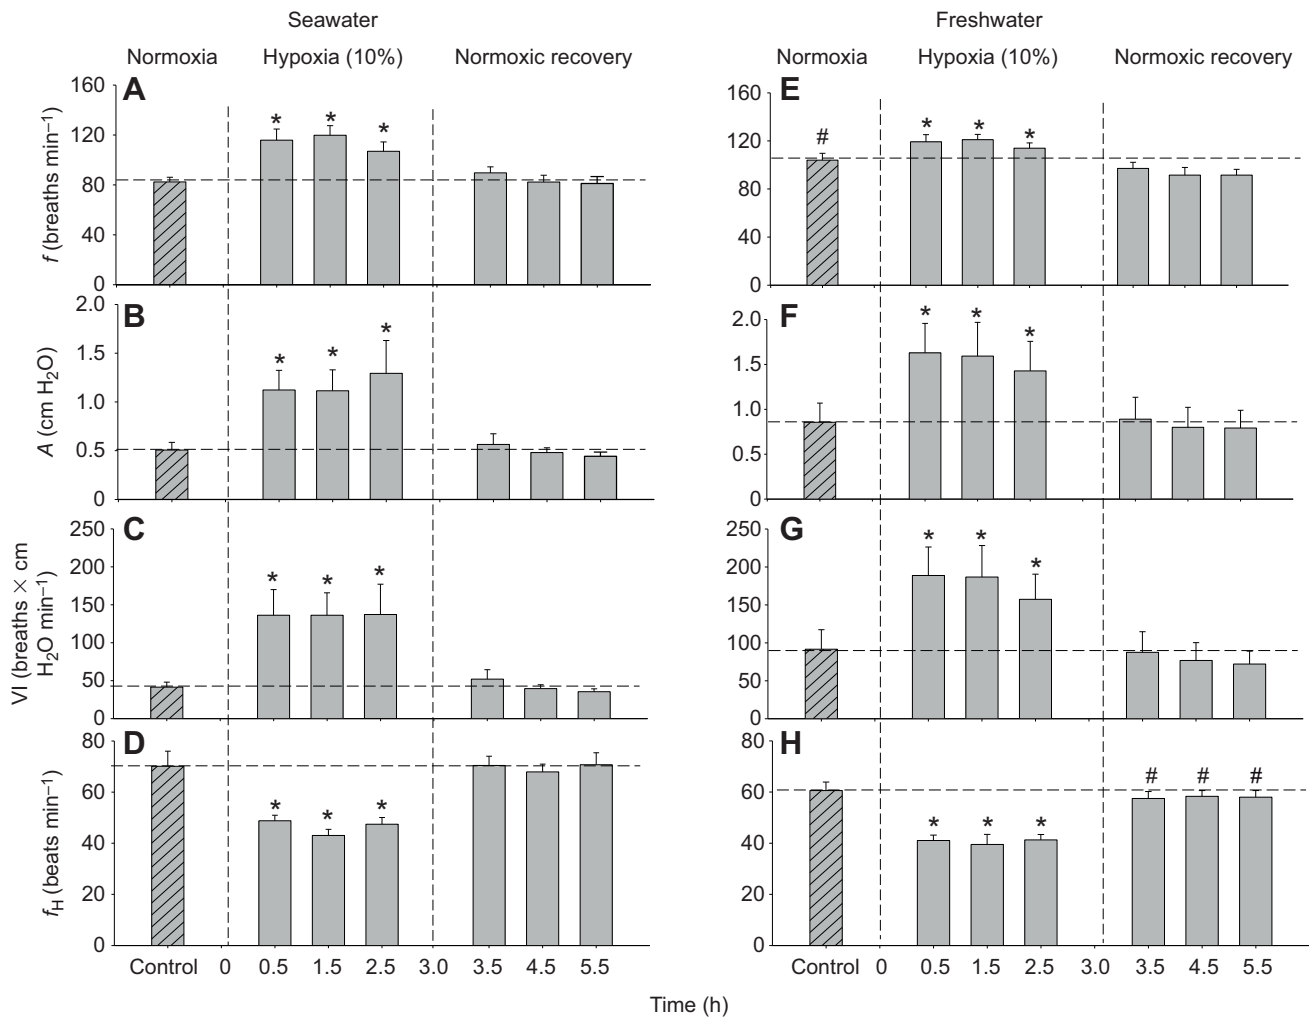 Seawater
Freshwater
Normoxia
Hypoxia (10%)
Normoxic recovery
Normoxia
Hypoxia (10%)
Normoxic recovery
A
f (breaths min–1)
160
120
80
40
0
* * *
E
160
120
80
40
0
# * * *
B
A (cm H2O)
2.0
1.5
1.0
0.5
0
* * *
F
2.0
1.5
1.0
0.5
0
* * *
C
VI (breaths × cm
H2O min–1)
250
200
150
100
50
0
* * *
G
250
200
150
100
50
0
* * *
D
fH (beats min–1)
80
60
40
20
0
* * *
H
80
60
40
20
0
* * * # # #
Control 0 0.5 1.5 2.5 3.0 3.5 4.5 5.5
Control 0 0.5 1.5 2.5 3.0 3.5 4.5 5.5
Time (h)